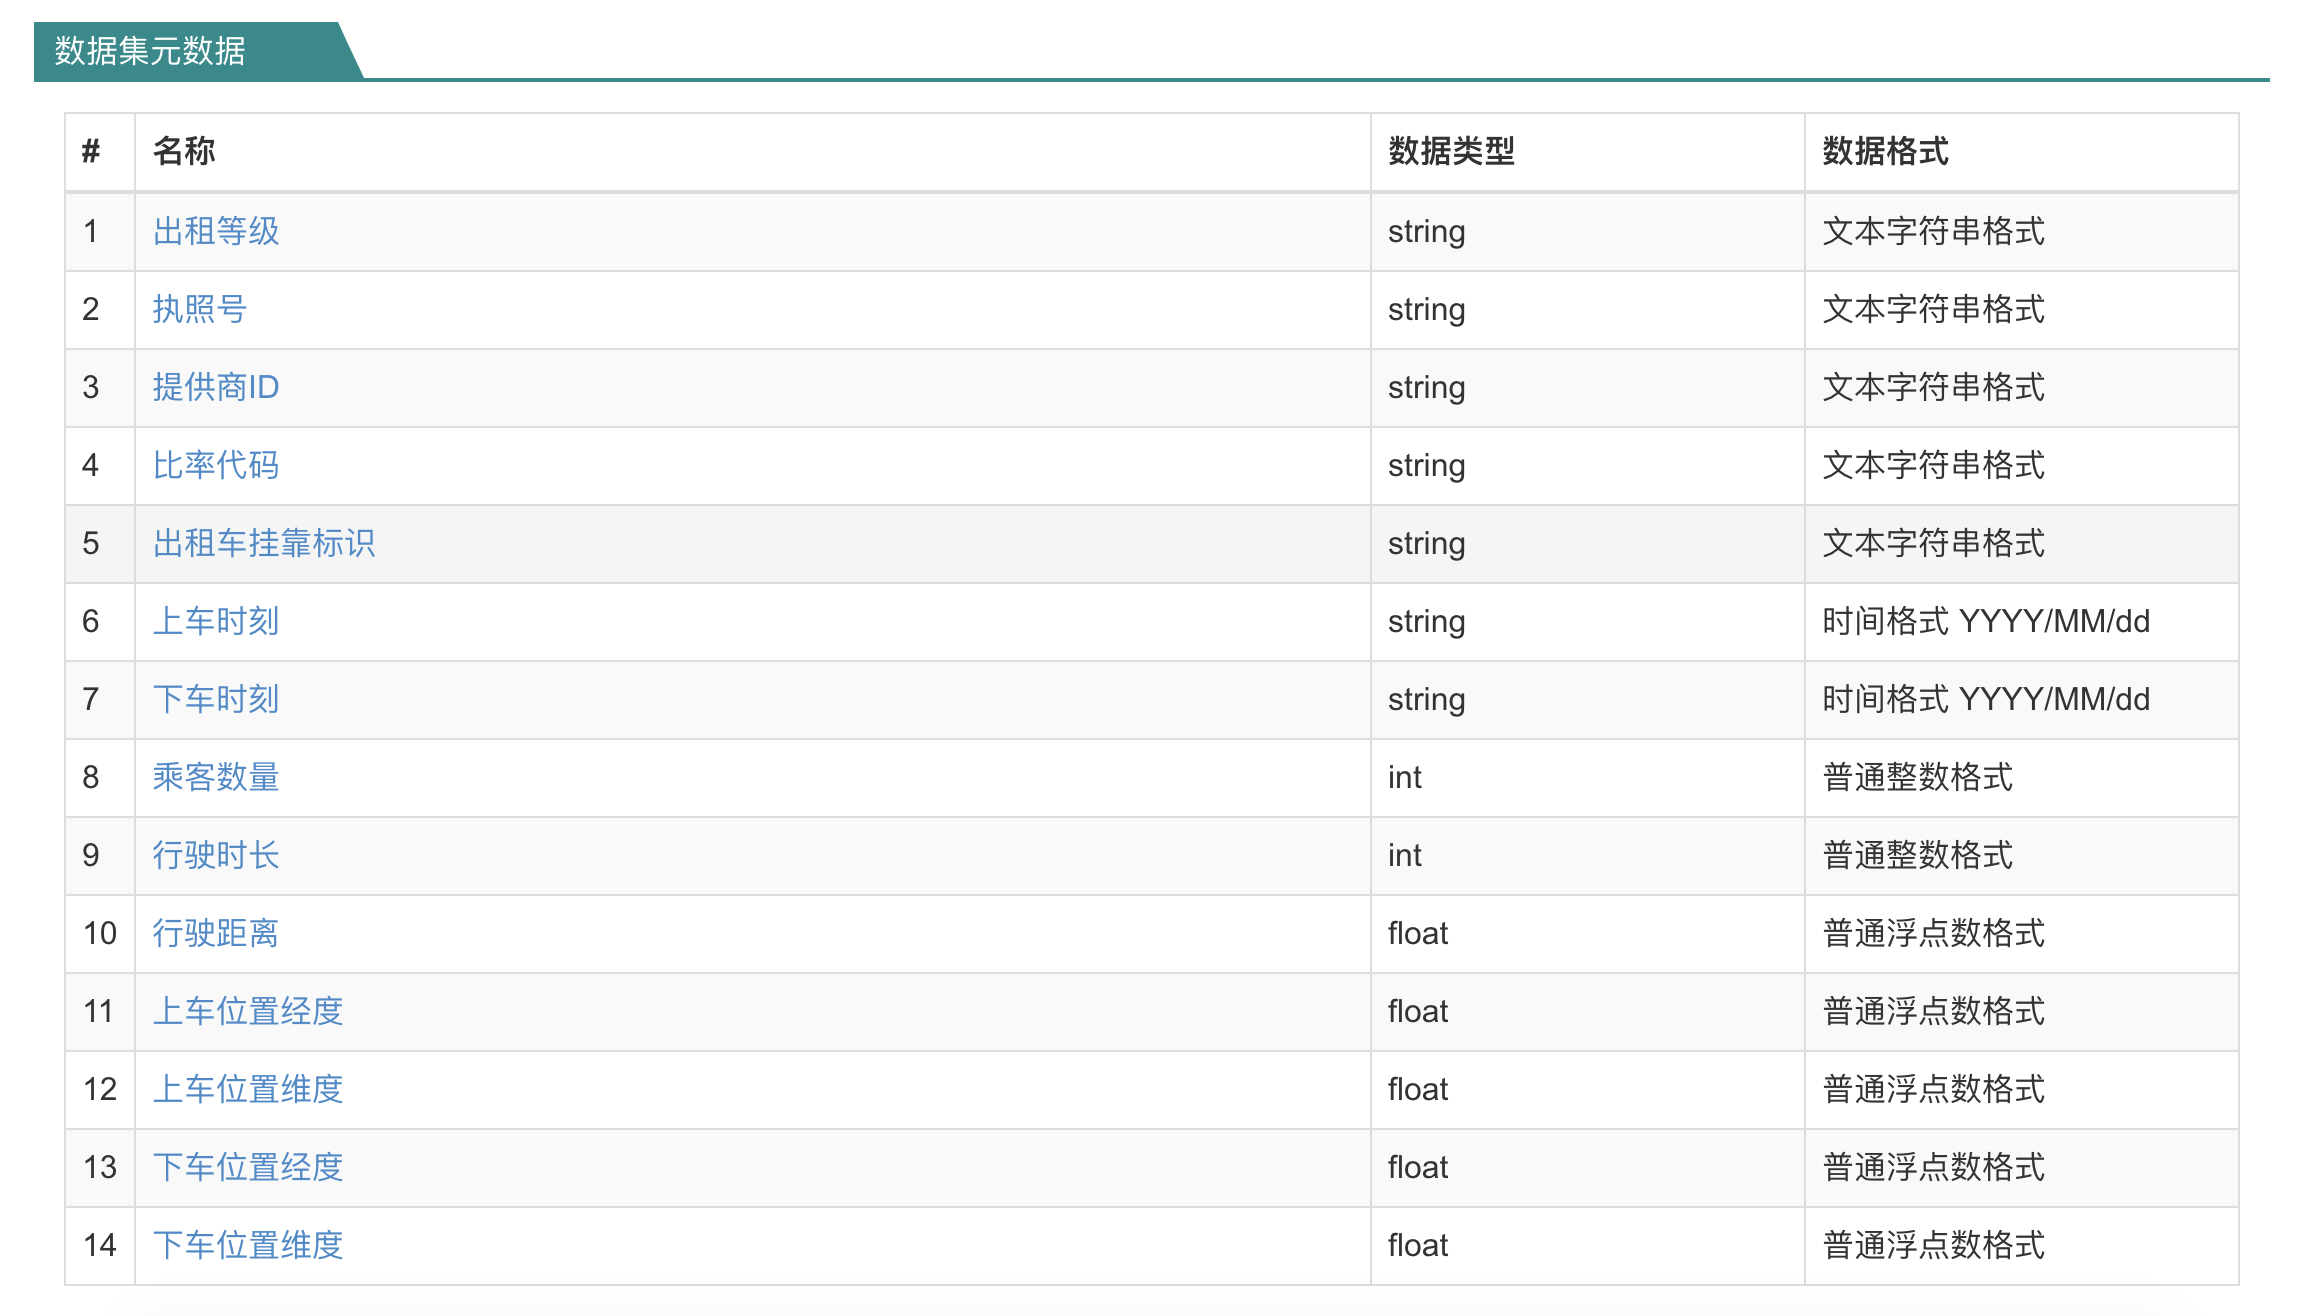 数据集元数据
# 名称 数据类型 数据格式
1 出租等级 string 文本字符串格式
2 执照号 string 文本字符串格式
3 提供商ID string 文本字符串格式
4 比率代码 string 文本字符串格式
5 出租车挂靠标识 string 文本字符串格式
6 上车时刻 string 时间格式 YYYY/MM/dd
7 下车时刻 string 时间格式 YYYY/MM/dd
8 乘客数量 int 普通整数格式
9 行驶时长 int 普通整数格式
10 行驶距离 float 普通浮点数格式
11 上车位置经度 float 普通浮点数格式
12 上车位置维度 float 普通浮点数格式
13 下车位置经度 float 普通浮点数格式
14 下车位置维度 float 普通浮点数格式